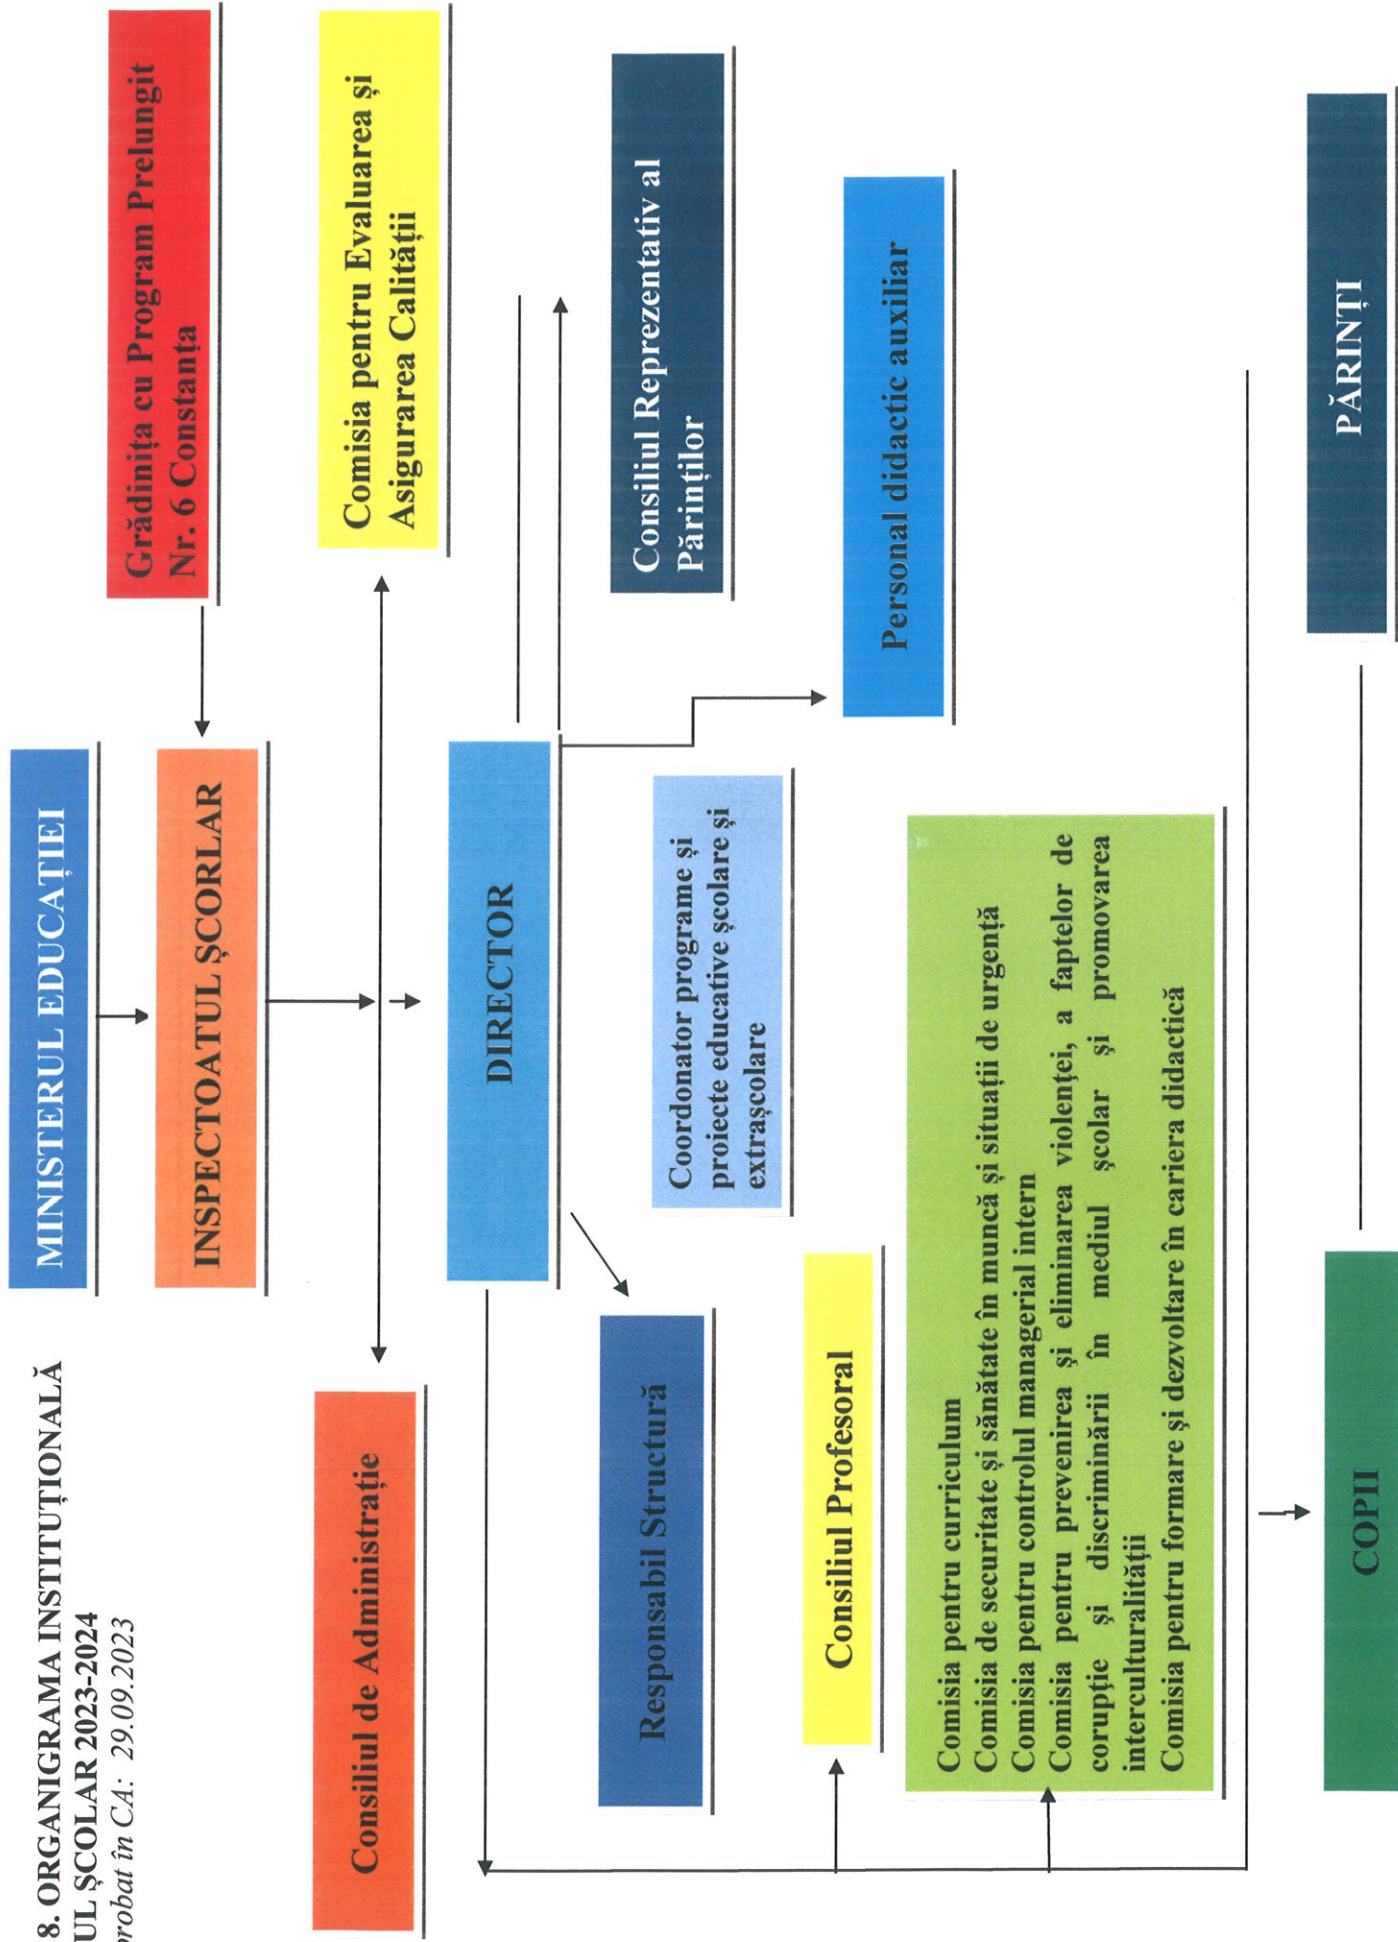 8. ORGANIGRAMA INSTITUȚIONALĂ
UL ȘCOLAR 2023-2024
probat în CA: 29.09.2023
MINISTERUL EDUCAȚIEI
Grădinița cu Program Prelungit
Nr. 6 Constanța
INSPECTOATUL ȘCORLAR
Consiliul de Administrație
Comisia pentru Evaluarea și
Asigurarea Calității
DIRECTOR
Responsabil Structură
Coordonator programe și
proiecte educative școlare și
extrașcolare
Consiliul Reprezentativ al
Părinților
Consiliul Profesoral
Personal didactic auxiliar
Comisia pentru curriculum
Comisia de securitate și sănătate în muncă și situații de urgență
Comisia pentru controlul managerial intern
Comisia pentru prevenirea și eliminarea violenței, a faptelor de
corupție și discriminării în mediul școlar și promovarea
interculturalității
Comisia pentru formare și dezvoltare în cariera didactică
COPII
PĂRINȚI